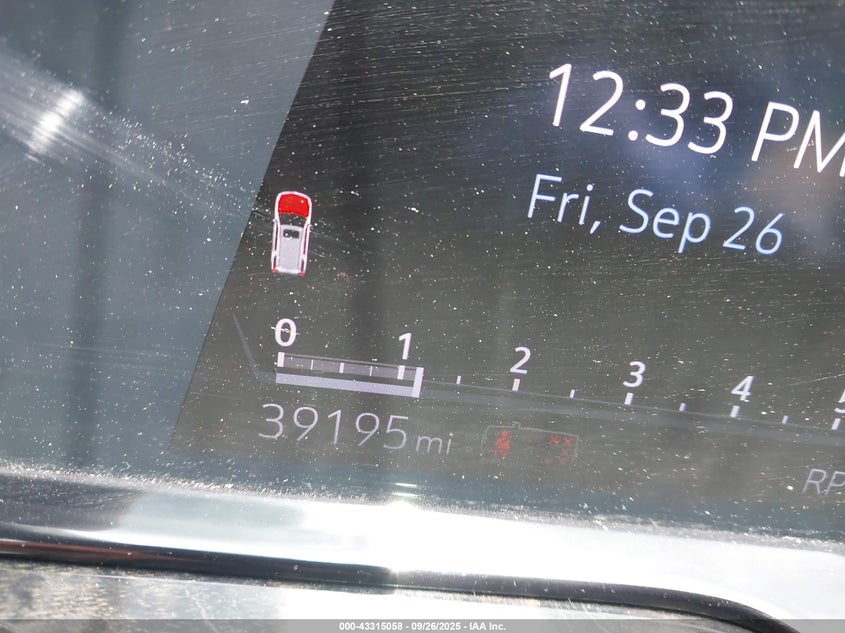 12:33 PM
Fri, Sep 26
0 1 2 3 4 5
39195 mi
RP
000-43315058 - 09/26/2025 - IAA Inc.